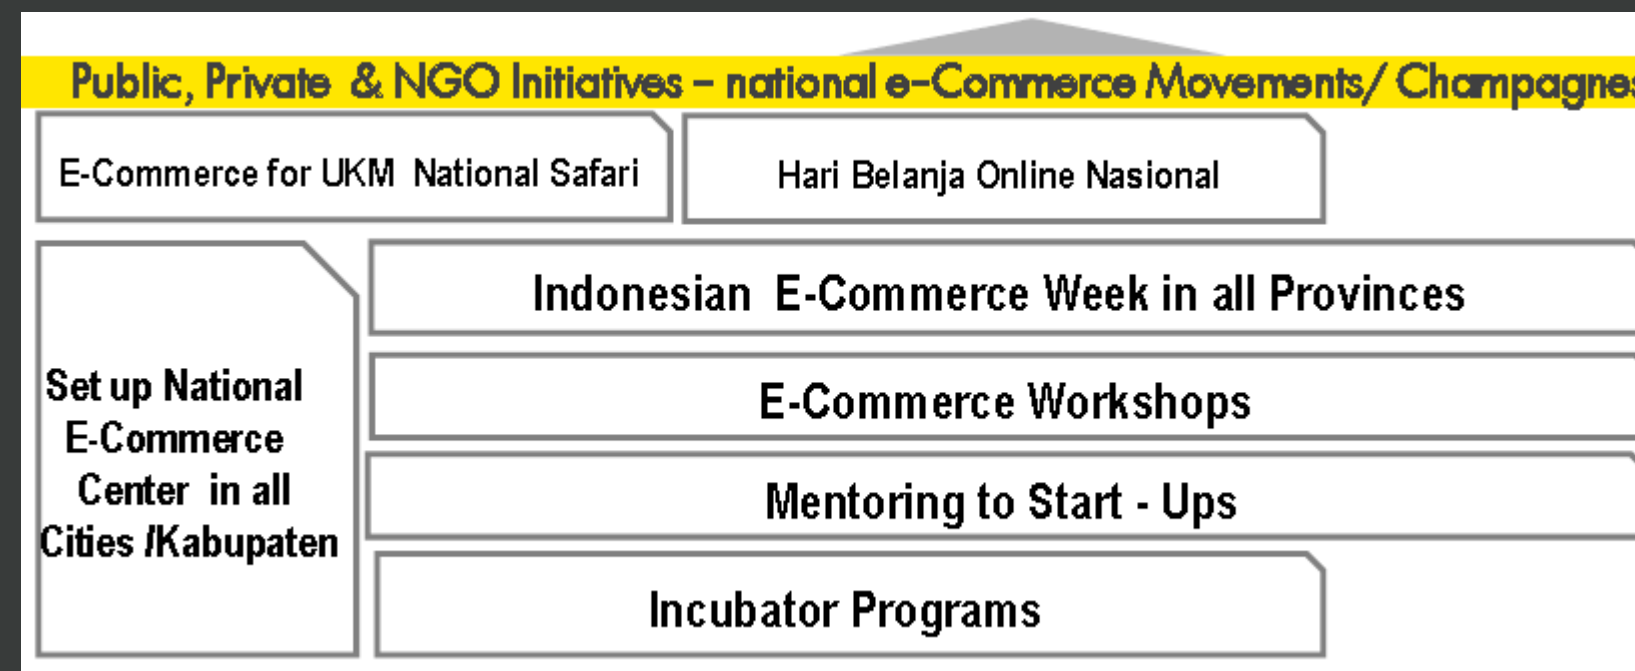 Public, Private & NGO Initiatives – national e-Commerce Movements/ Champagnes
E-Commerce for UKM National Safari
Hari Belanja Online Nasional
Indonesian E-Commerce Week in all Provinces
Set up National
E-Commerce
Center in all
Cities /Kabupaten
E-Commerce Workshops
Mentoring to Start - Ups
Incubator Programs